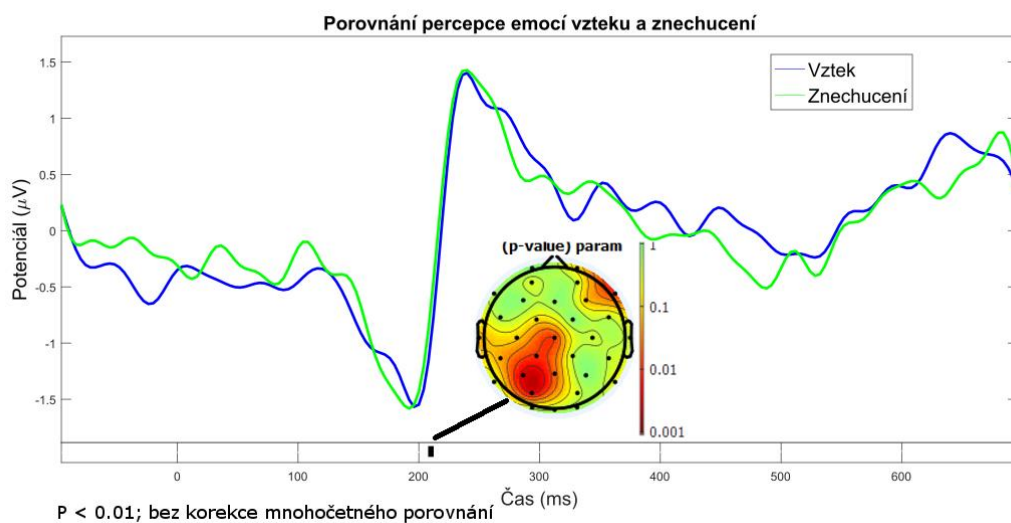 Porovnání percepce emocí vzteku a znechucení
Vztek
Znechucení
Potenciál (μV)
1.5
1
0.5
0
-0.5
-1
-1.5
(p-value) param
1
0.1
0.01
0.001
0
100
200
300
400
500
600
Čas (ms)
P < 0.01; bez korekce mnohočetného porovnání